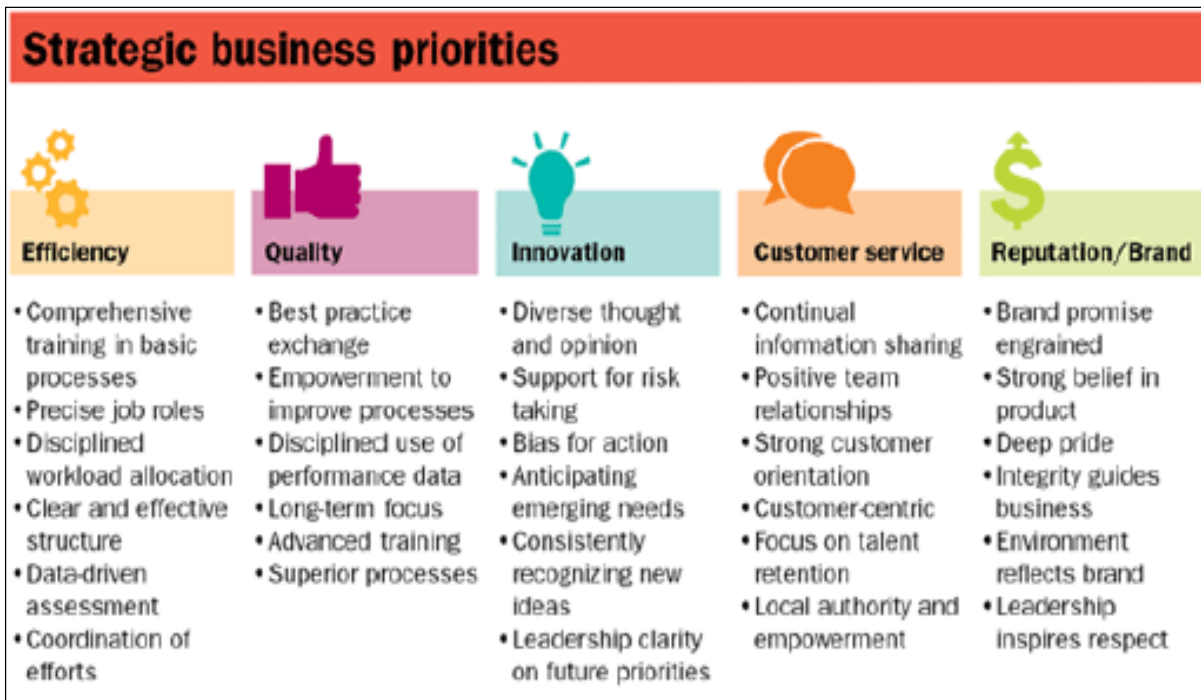 Strategic business priorities
Efficiency
• Comprehensive
training in basic
processes
• Precise job roles
• Disciplined
workload allocation
• Clear and effective
structure
• Data-driven
assessment
• Coordination of
efforts
Quality
• Best practice
exchange
• Empowerment to
improve processes
• Disciplined use of
performance data
• Long-term focus
• Advanced training
• Superior processes
Innovation
• Diverse thought
and opinion
• Support for risk
taking
• Bias for action
• Anticipating
emerging needs
• Consistently
recognizing new
ideas
• Leadership clarity
on future priorities
Customer service
• Continual
information sharing
• Positive team
relationships
• Strong customer
orientation
• Customer-centric
• Focus on talent
retention
• Local authority and
empowerment
Reputation/Brand
• Brand promise
engrained
• Strong belief in
product
• Deep pride
• Integrity guides
business
• Environment
reflects brand
• Leadership
inspires respect